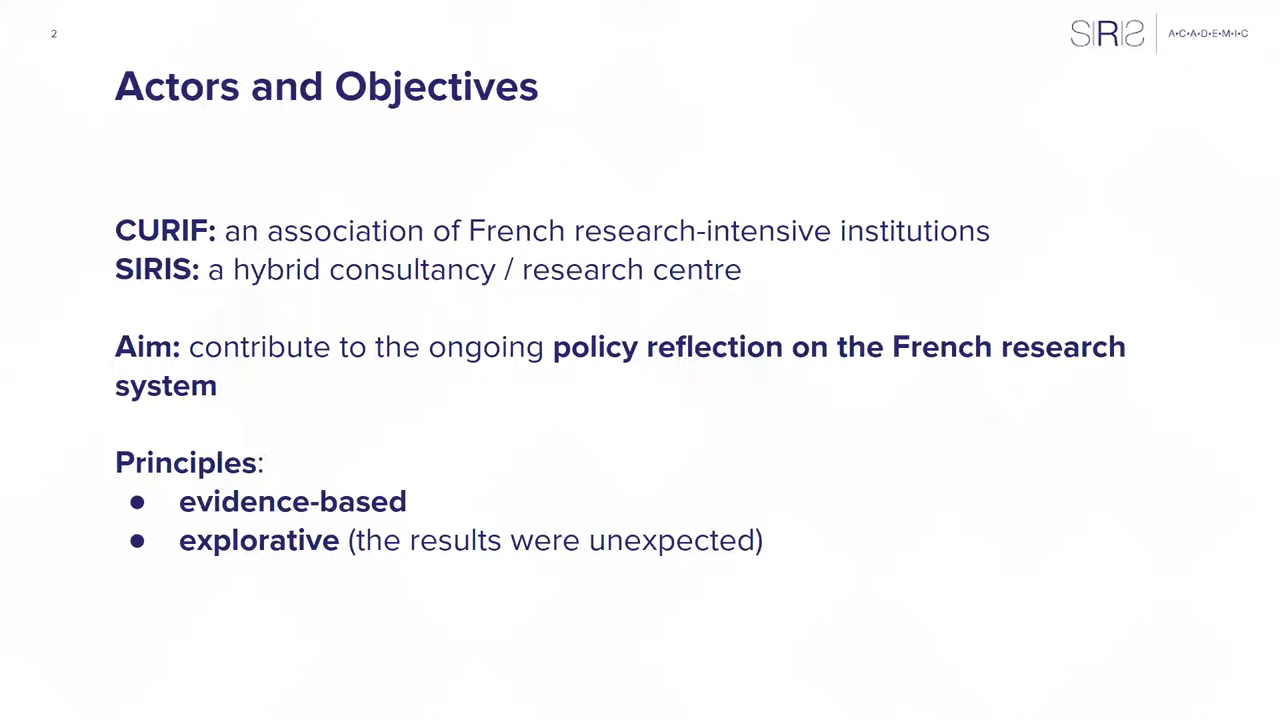 2
SIRIS
A•C•A•D•E•M•I•C
Actors and Objectives
CURIF: an association of French research-intensive institutions
SIRIS: a hybrid consultancy / research centre
Aim: contribute to the ongoing policy reflection on the French research
system
Principles:
● evidence-based
● explorative (the results were unexpected)